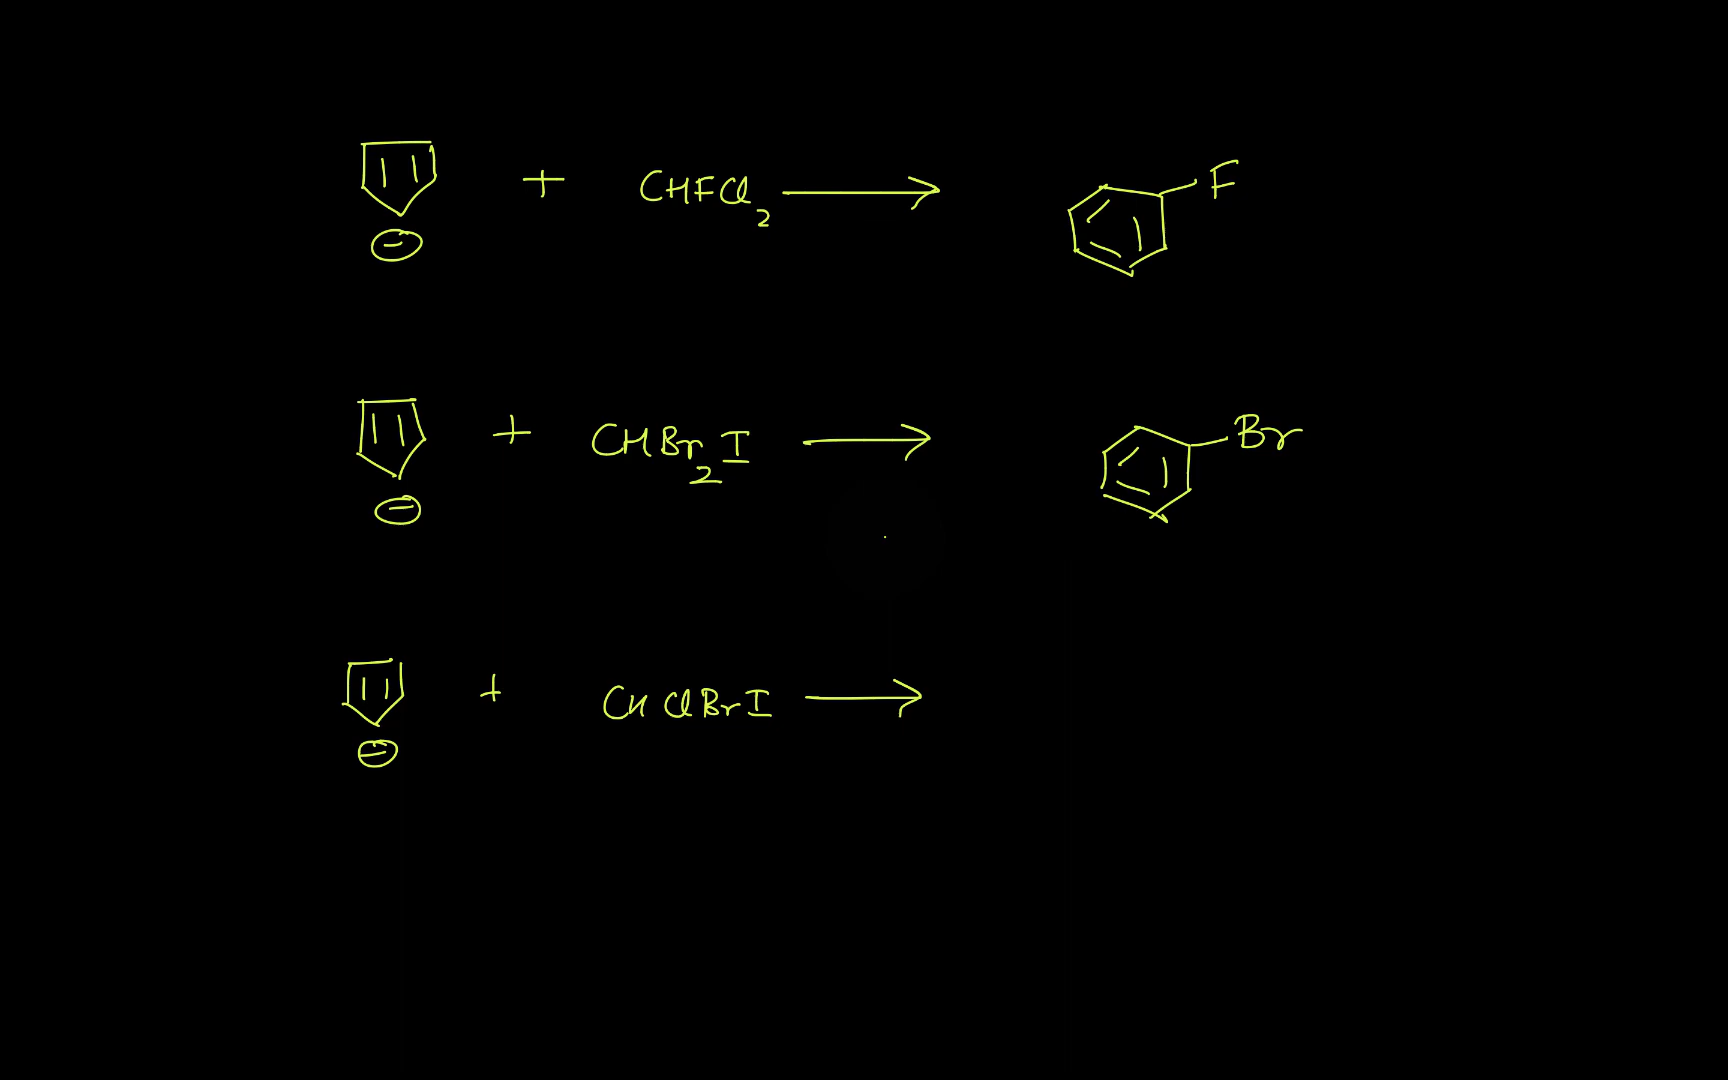 ⊖ + CHFCl₂ ⟶ F
⊖ + CHBr₂I ⟶ Br
⊖ + CHClBrI ⟶